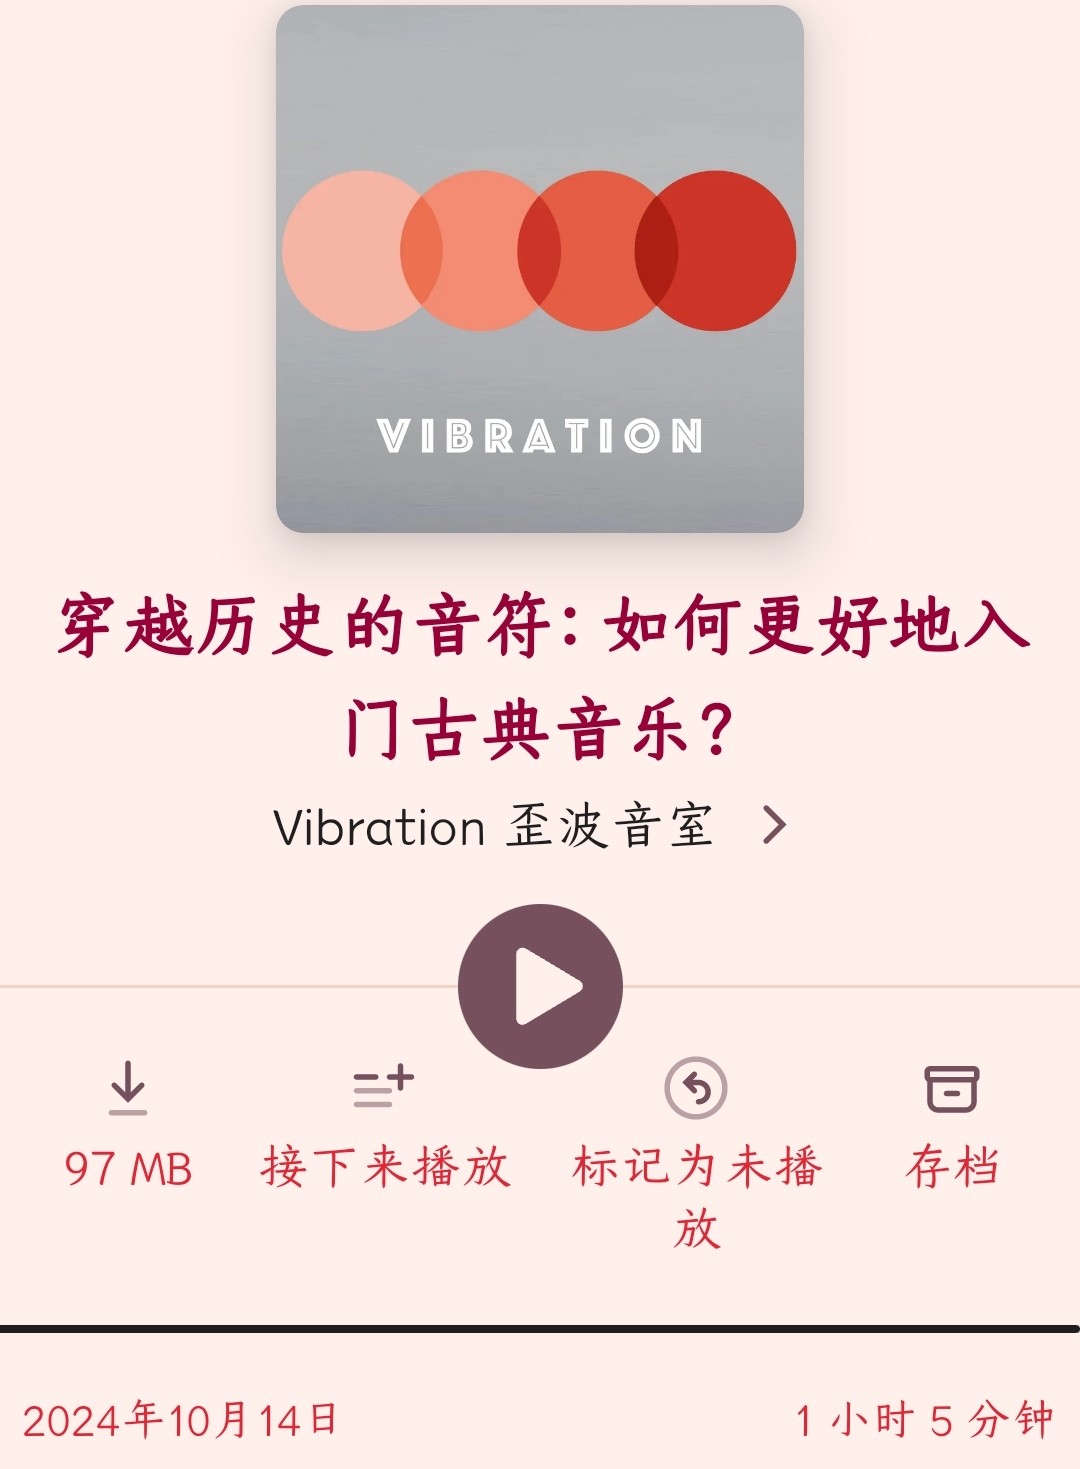 VIBRATION
穿越历史的音符：如何更好地入
门古典音乐？
Vibration 歪波音室
97 MB
接下来播放
标记为未播
放
存档
2024年10月14日
1 小时 5 分钟